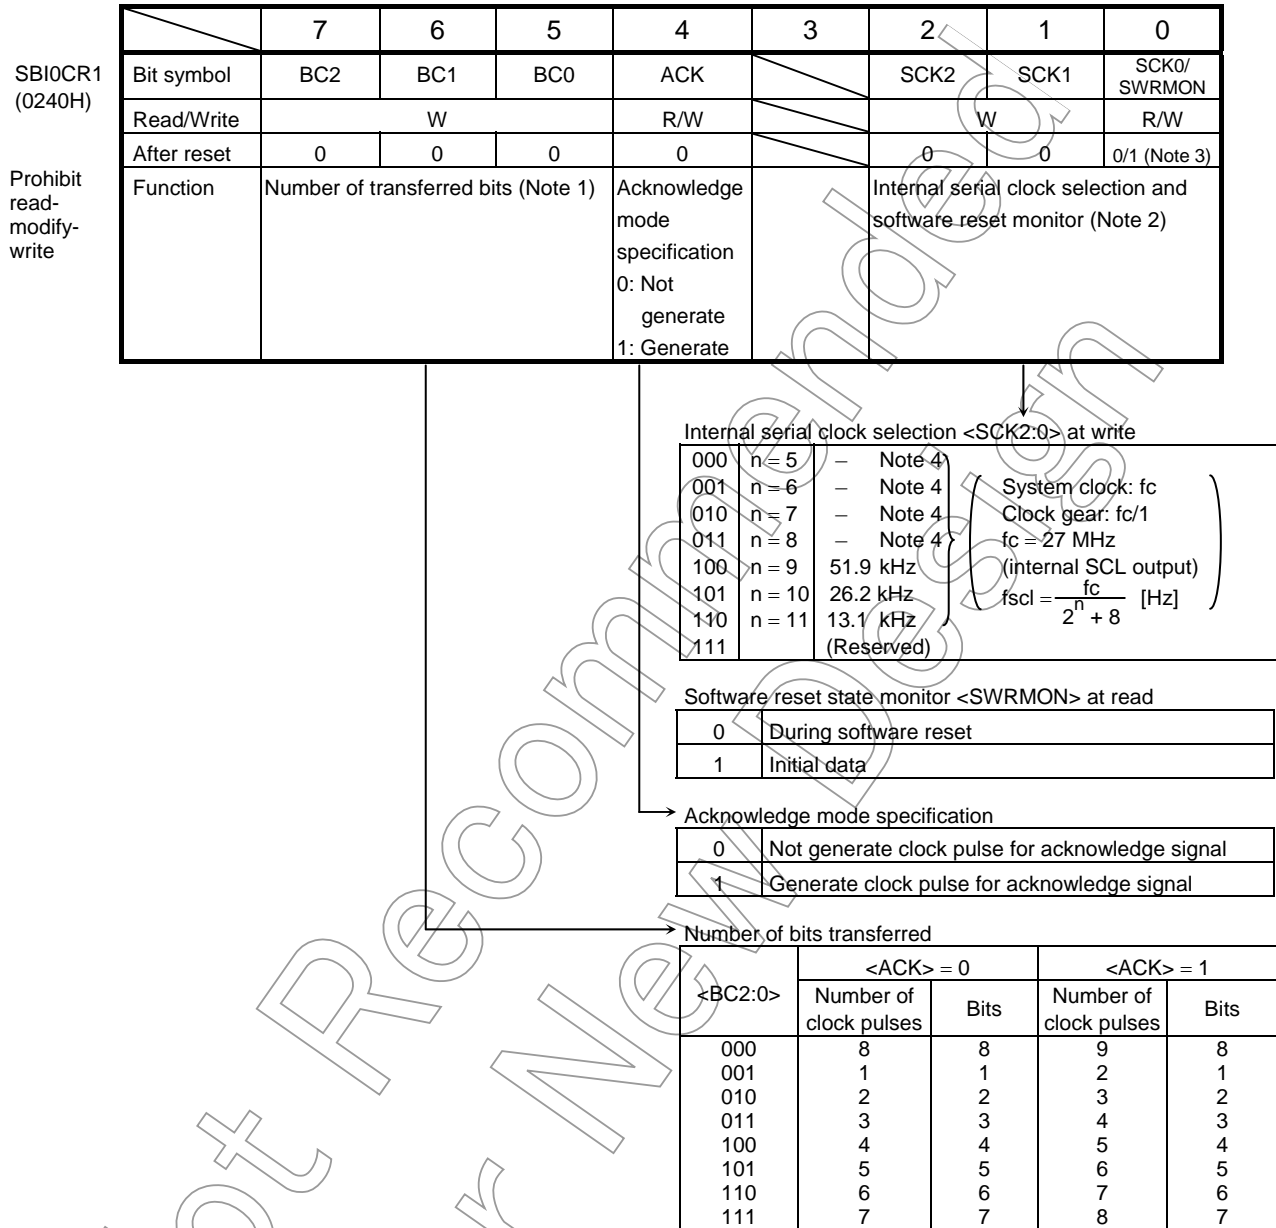 7 6 5 4 3 2 1 0
SBI0CR1
(0240H)
Bit symbol BC2 BC1 BC0 ACK SCK2 SCK1 SCK0/
SWRMON
Read/Write W R/W W R/W
After reset 0 0 0 0 0 0 0/1 (Note 3)
Prohibit
read-
modify-
write
Function Number of transferred bits (Note 1)
Acknowledge
mode
specification
0: Not
generate
1: Generate
Internal serial clock selection and
software reset monitor (Note 2)
Internal serial clock selection <SCK2:0> at write
000 n = 5 – Note 4
001 n = 6 – Note 4
010 n = 7 – Note 4
011 n = 8 – Note 4
100 n = 9 51.9 kHz
101 n = 10 26.2 kHz
110 n = 11 13.1 kHz
111 (Reserved)
System clock: fc
Clock gear: fc/1
fc = 27 MHz
(internal SCL output)
fscl = fc / 2^n + 8 [Hz]
Software reset state monitor <SWRMON> at read
0 During software reset
1 Initial data
Acknowledge mode specification
0 Not generate clock pulse for acknowledge signal
1 Generate clock pulse for acknowledge signal
Number of bits transferred
<BC2:0> <ACK> = 0 <ACK> = 1
Number of
clock pulses
Bits
Number of
clock pulses
Bits
000 8 8 9 8
001 1 1 2 1
010 2 2 3 2
011 3 3 4 3
100 4 4 5 4
101 5 5 6 5
110 6 6 7 6
111 7 7 8 7
Not Recommended
for New Design